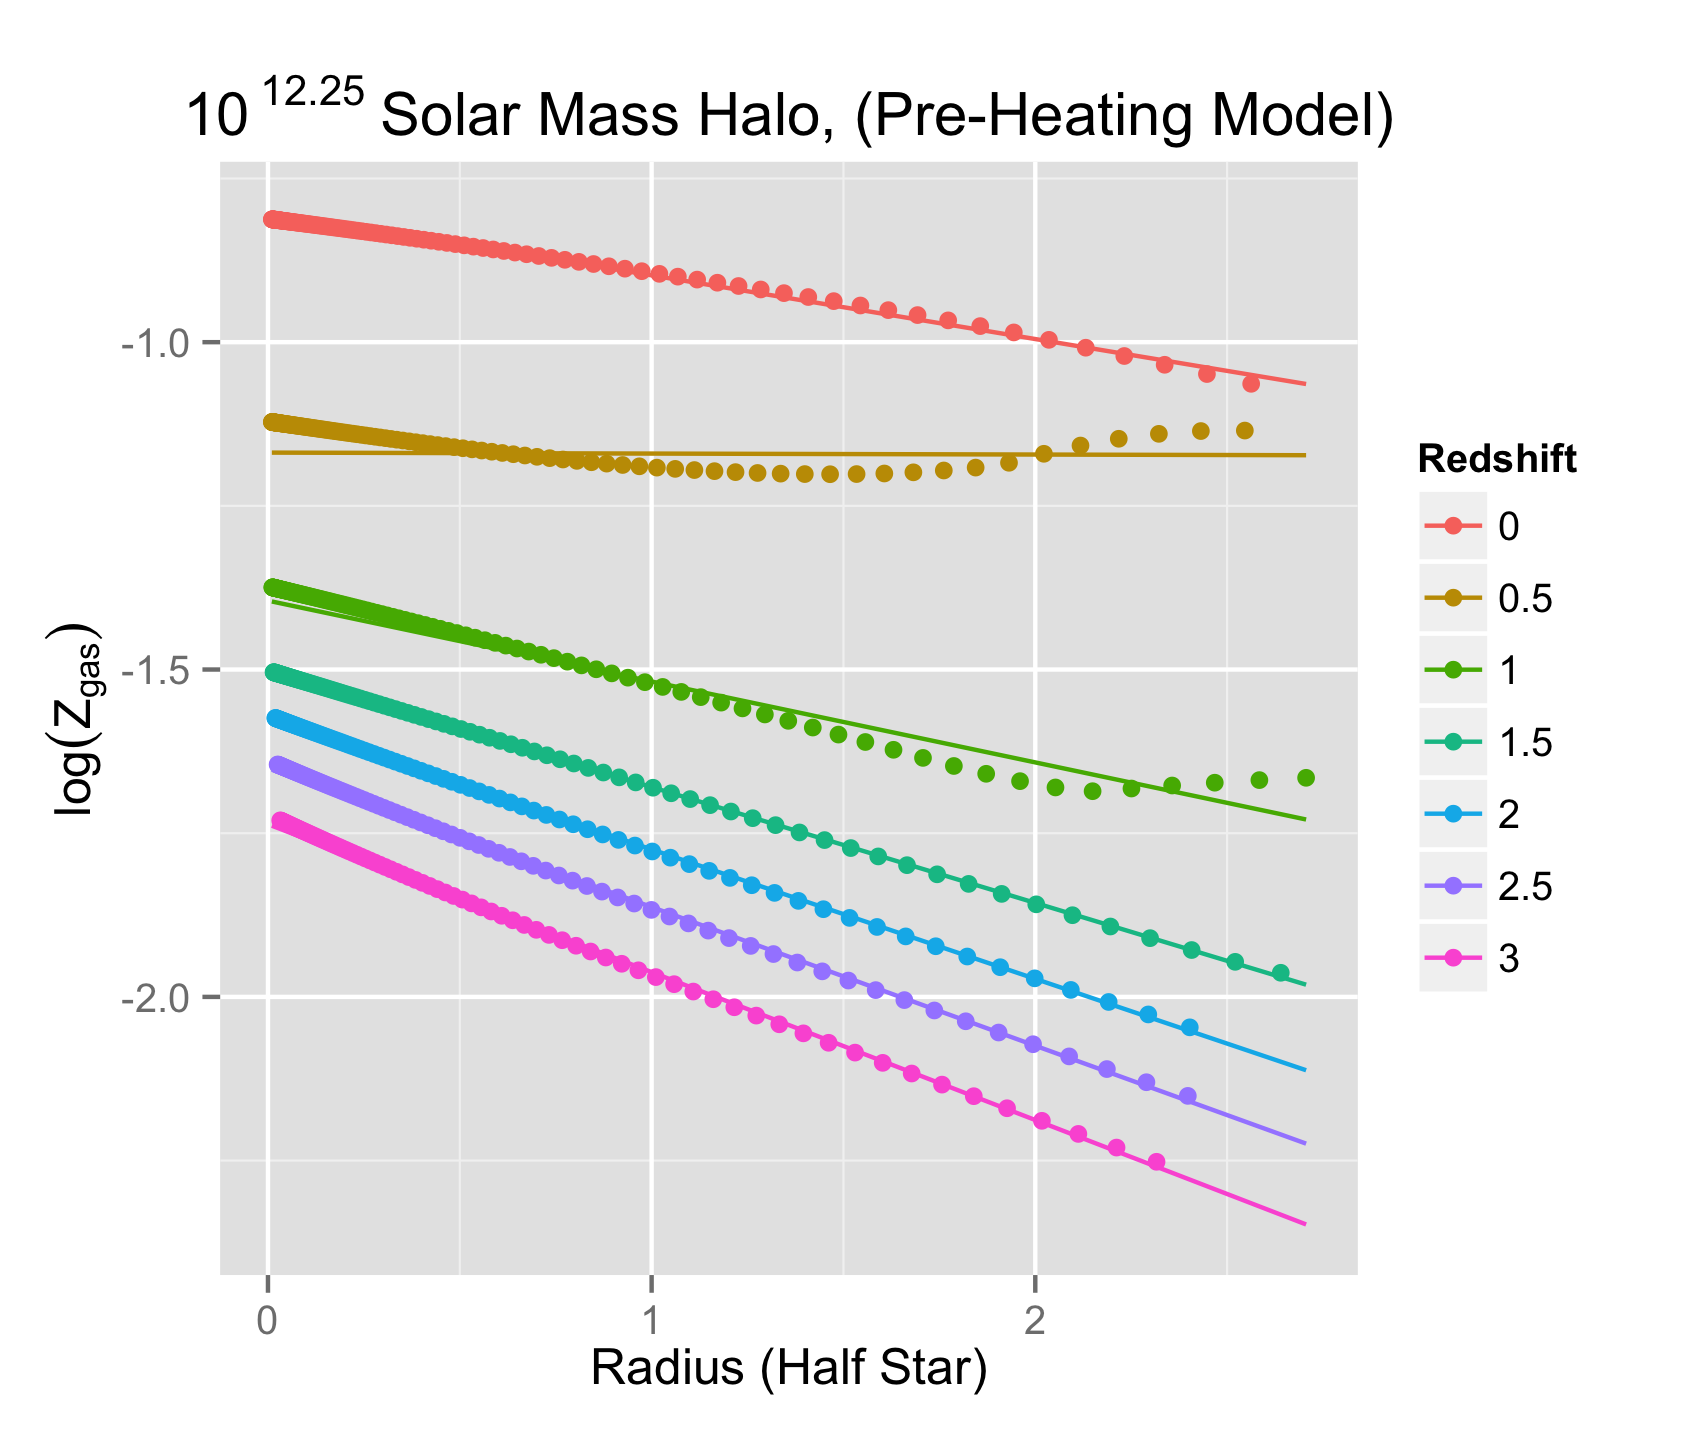 10^12.25 Solar Mass Halo, (Pre-Heating Model)
log(Z_gas)
-1.0
-1.5
-2.0
0 1 2
Radius (Half Star)
Redshift
0
0.5
1
1.5
2
2.5
3